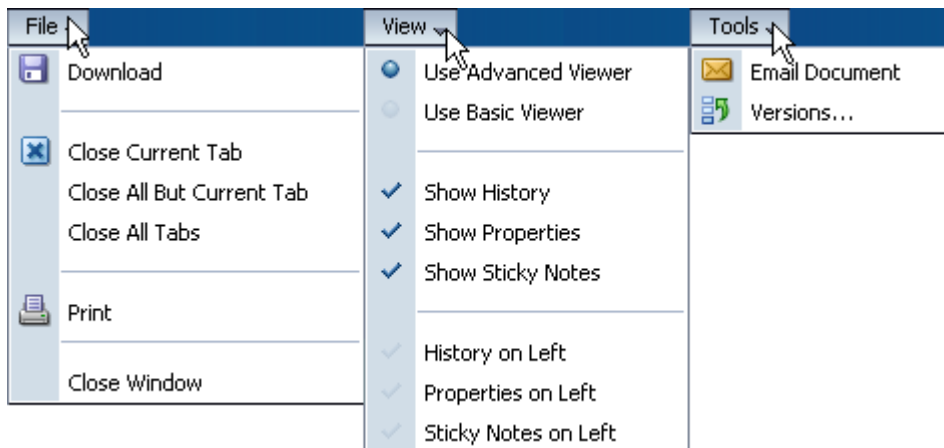 File
Download
Close Current Tab
Close All But Current Tab
Close All Tabs
Print
Close Window
View
Use Advanced Viewer
Use Basic Viewer
Show History
Show Properties
Show Sticky Notes
History on Left
Properties on Left
Sticky Notes on Left
Tools
Email Document
Versions...